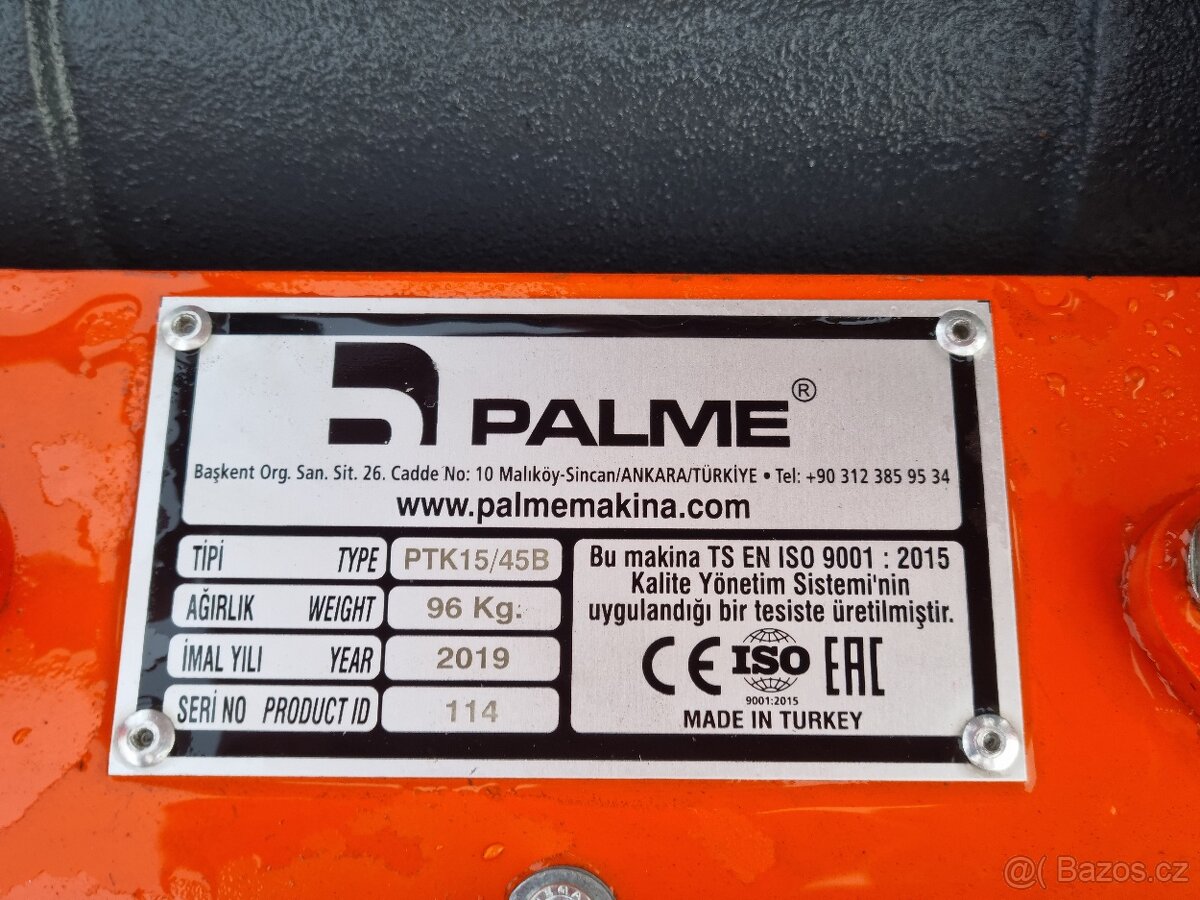 PALME®
Başkent Org. San. Sit. 26. Cadde No: 10 Malıköy-Sincan/ANKARA/TÜRKİYE • Tel: +90 312 385 95 34
www.palmemakina.com
TİPİ TYPE PTK15/45B
AĞIRLIK WEIGHT 96 Kg.
İMAL YILI YEAR 2019
SERİ NO PRODUCT ID 114
Bu makina TS EN ISO 9001 : 2015
Kalite Yönetim Sistemi'nin
uygulandığı bir tesiste üretilmiştir.
CE ISO EAC
9001:2015
MADE IN TURKEY
@( Bazos.cz